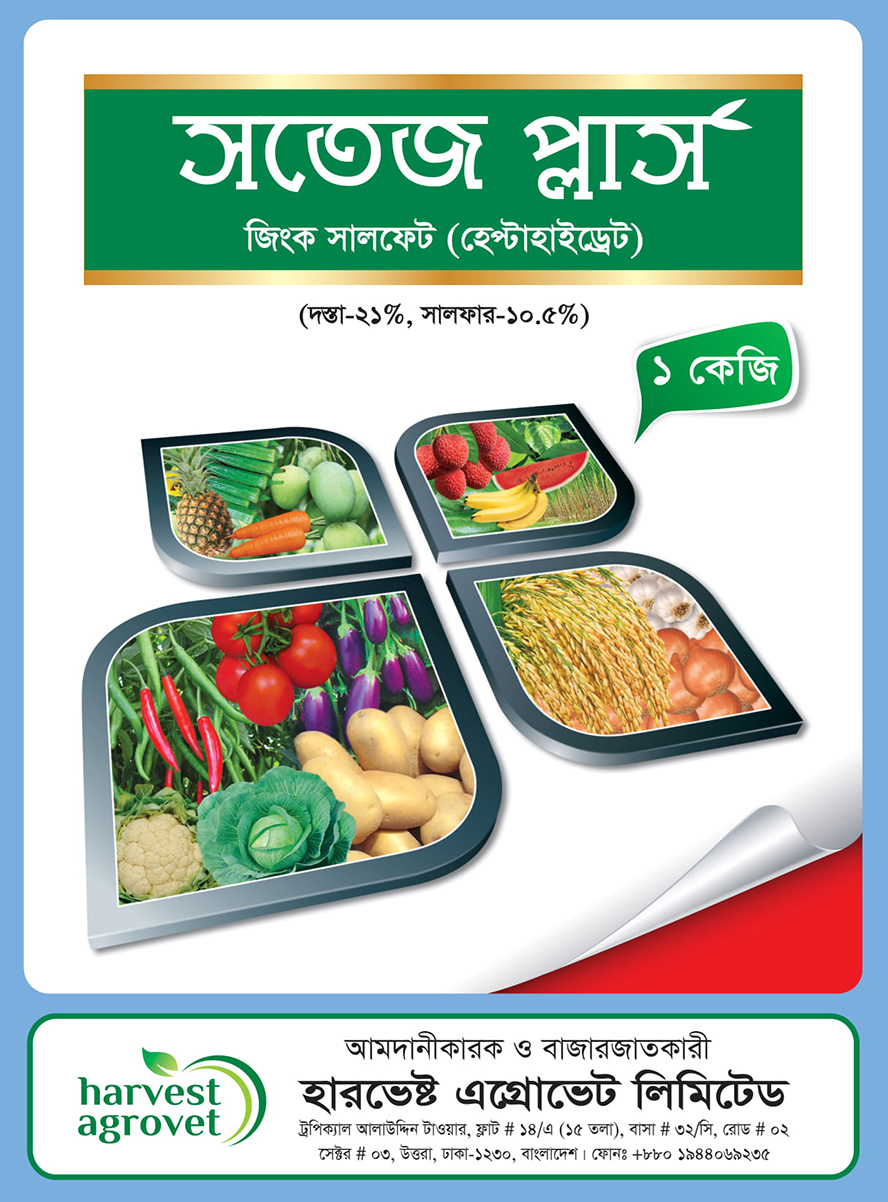 সতেজ প্লাস
জিংক সালফেট (হেপ্টাহাইড্রেট)
(দস্তা-২১%, সালফার-১০.৫%)
১ কেজি
harvest
agrovet
আমদানীকারক ও বাজারজাতকারী
হারভেষ্ট এগ্রোভেট লিমিটেড
ট্রপিক্যাল আলাউদ্দিন টাওয়ার, ফ্লাট # ১৪/এ (১৫ তলা), বাসা # ৩২/সি, রোড # ০২
সেক্টর # ০৩, উত্তরা, ঢাকা-১২৩০, বাংলাদেশ। ফোনঃ +৮৮০ ১৯৪৪০৬৯২৩৫